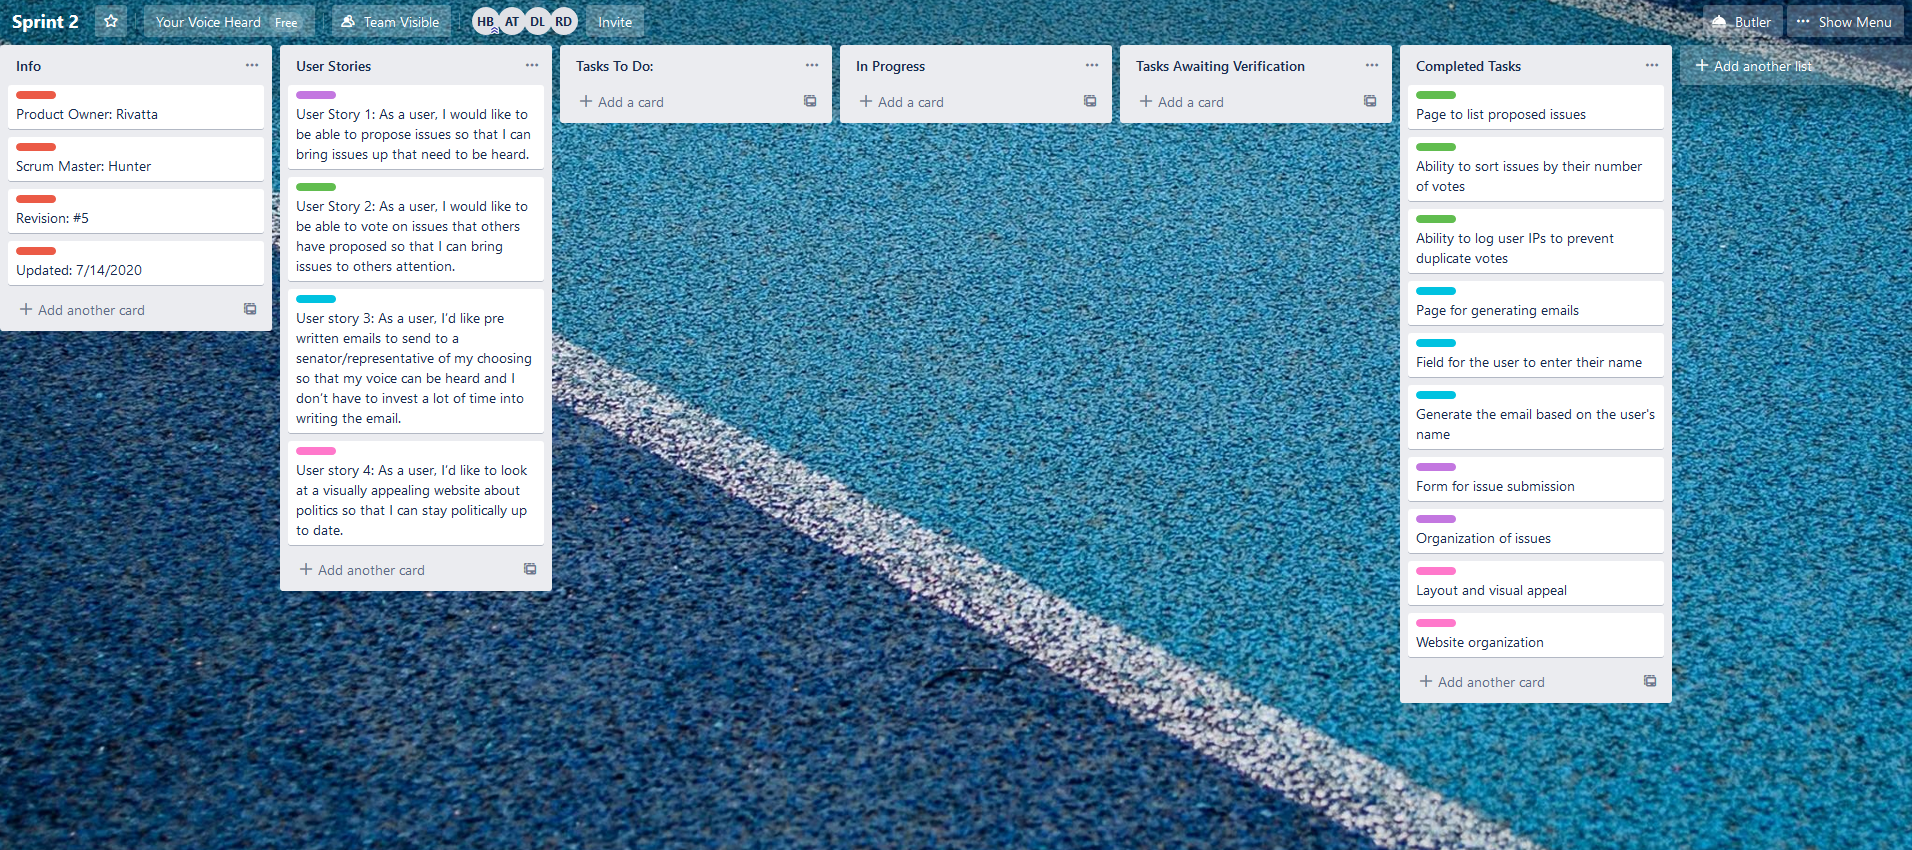 Sprint 2
Your Voice Heard Free
Team Visible
HB AT DL RD
Invite
Butler
Show Menu
Info
Product Owner: Rivatta
Scrum Master: Hunter
Revision: #5
Updated: 7/14/2020
Add another card
User Stories
User Story 1: As a user, I would like to
be able to propose issues so that I can
bring issues up that need to be heard.
User Story 2: As a user, I would like to
be able to vote on issues that others
have proposed so that I can bring
issues to others attention.
User story 3: As a user, I'd like pre
written emails to send to a
senator/representative of my choosing
so that my voice can be heard and I
don't have to invest a lot of time into
writing the email.
User story 4: As a user, I'd like to look
at a visually appealing website about
politics so that I can stay politically up
to date.
Add another card
Tasks To Do:
Add a card
In Progress
Add a card
Tasks Awaiting Verification
Add a card
Completed Tasks
Page to list proposed issues
Ability to sort issues by their number
of votes
Ability to log user IPs to prevent
duplicate votes
Page for generating emails
Field for the user to enter their name
Generate the email based on the user's
name
Form for issue submission
Organization of issues
Layout and visual appeal
Website organization
Add another card
Add another list